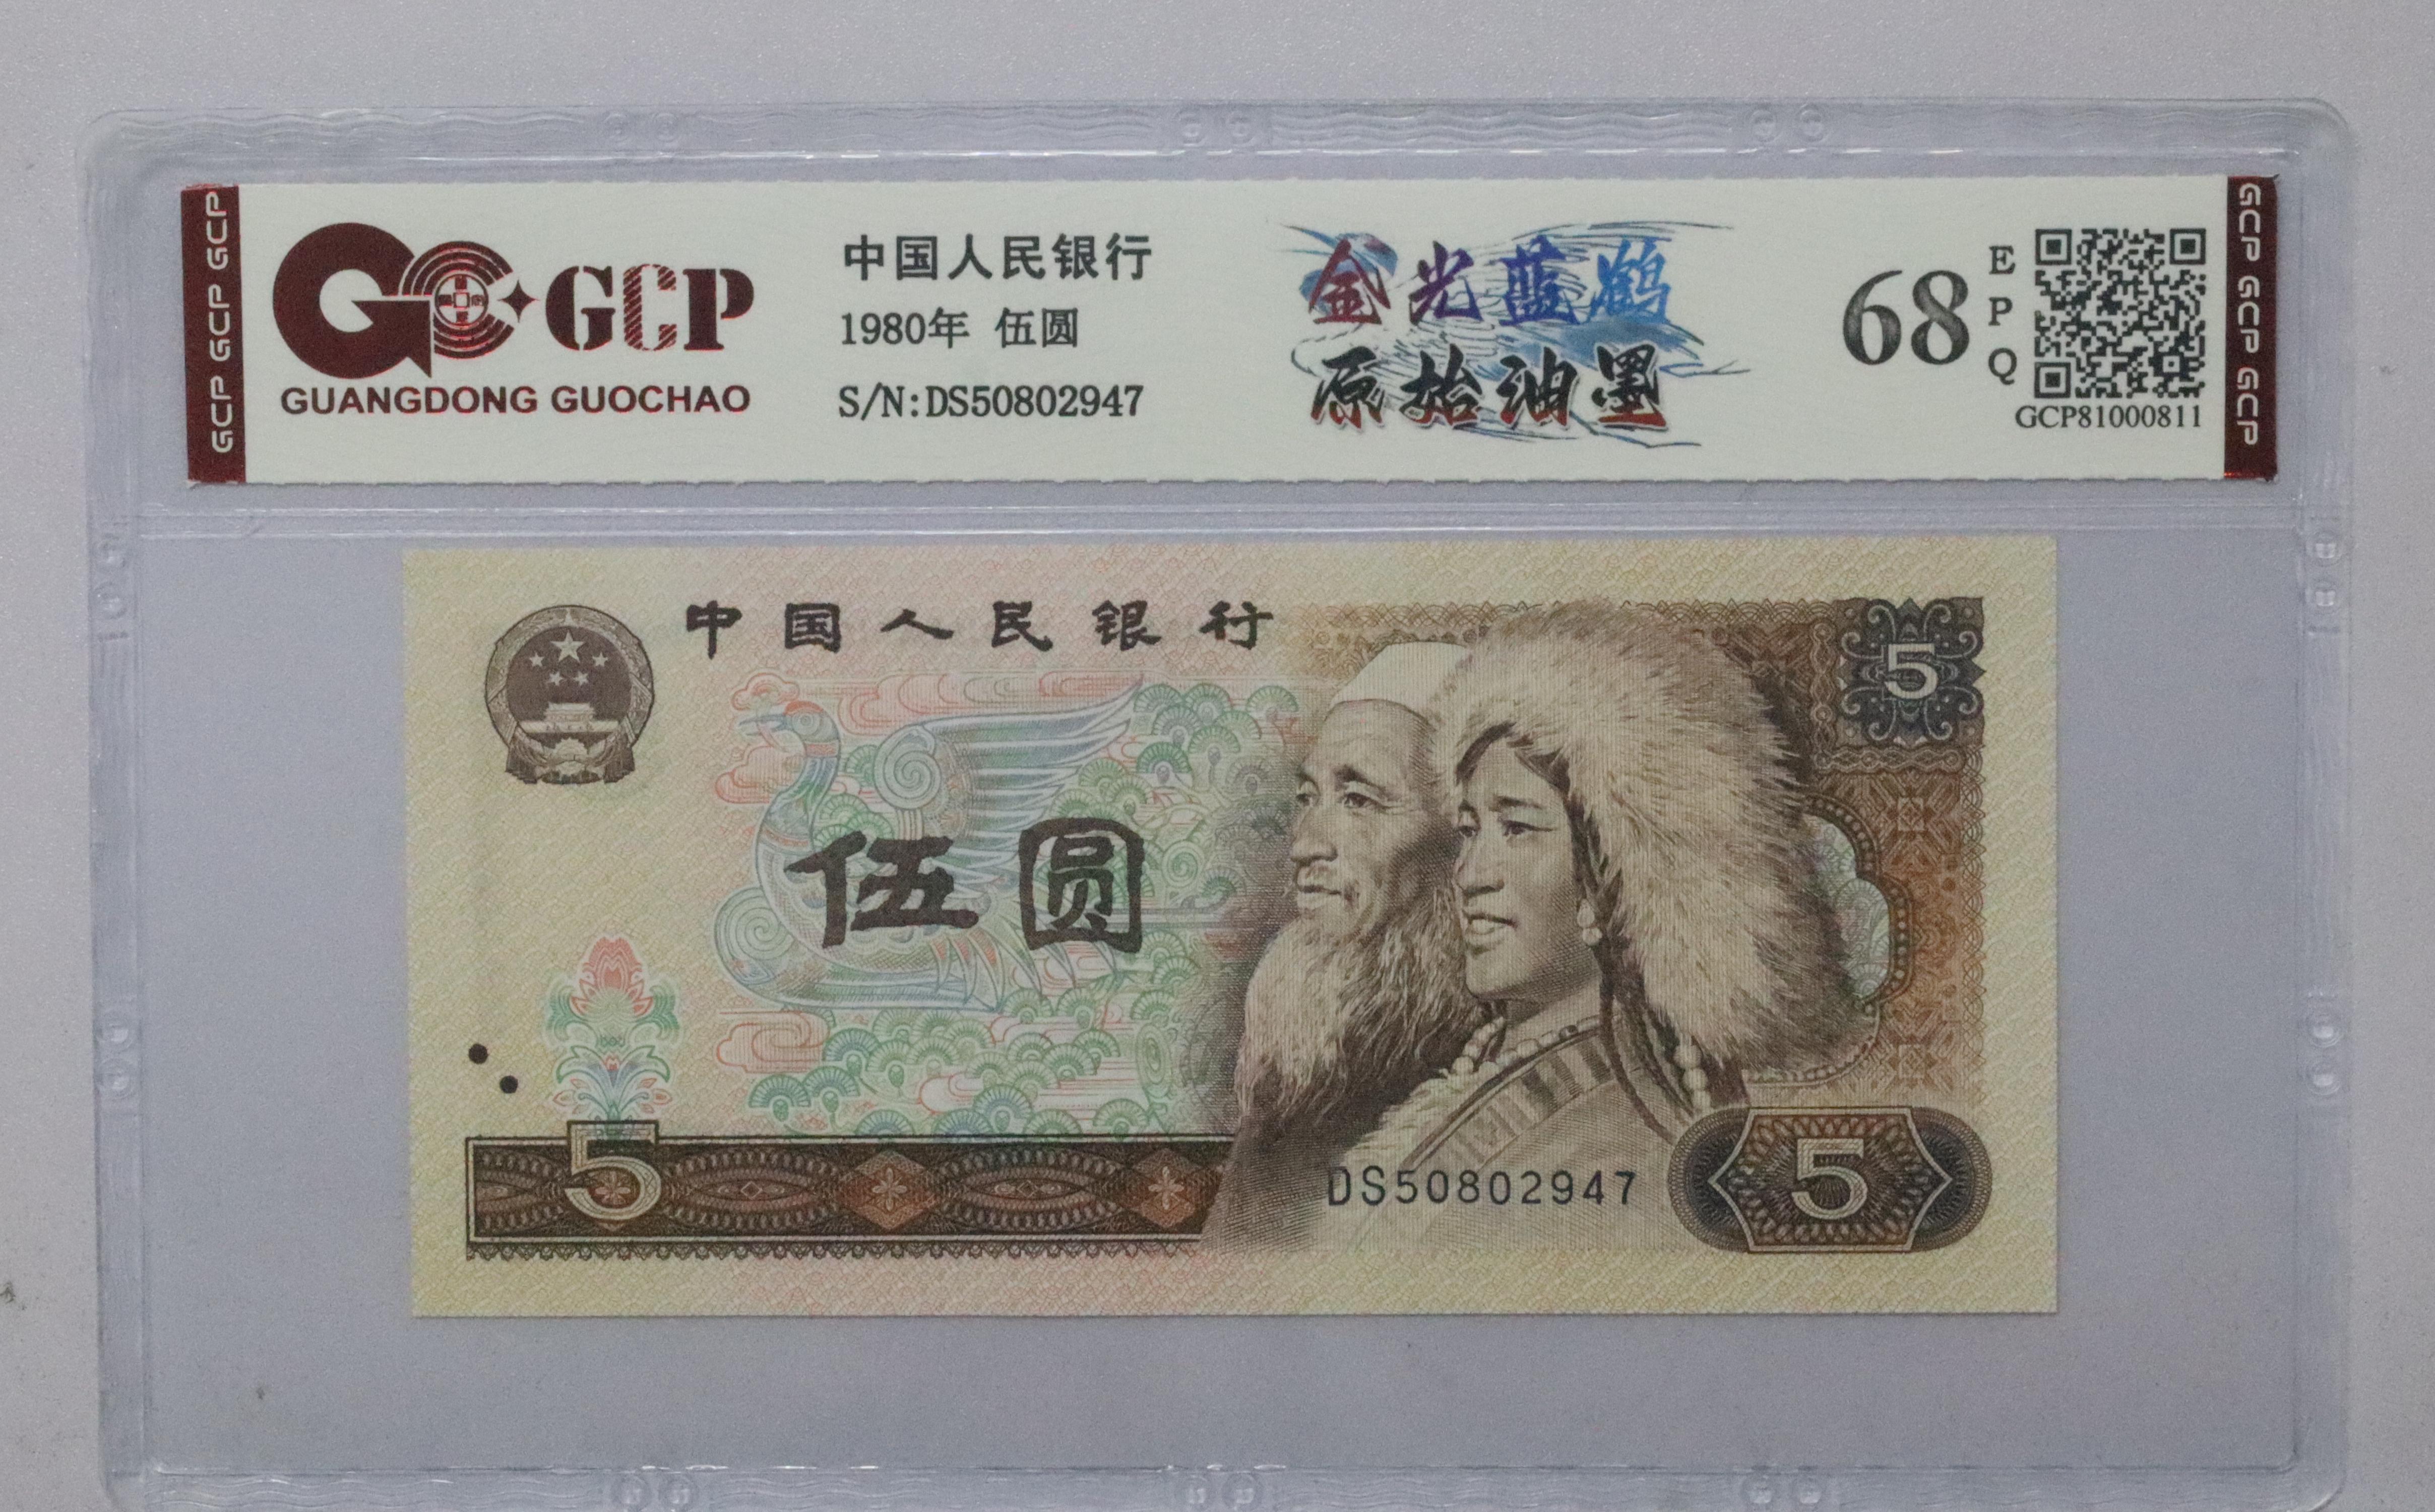 GCP GCP GCP
GCP
GUANGDONG GUOCHAO
中国人民银行
1980年 伍圆
S/N:DS50802947
金光蓝鹤
原始油墨
68
EPQ
GCP81000811
GCP GCP GCP
中国人民银行
5
伍圆
5
DS50802947
5